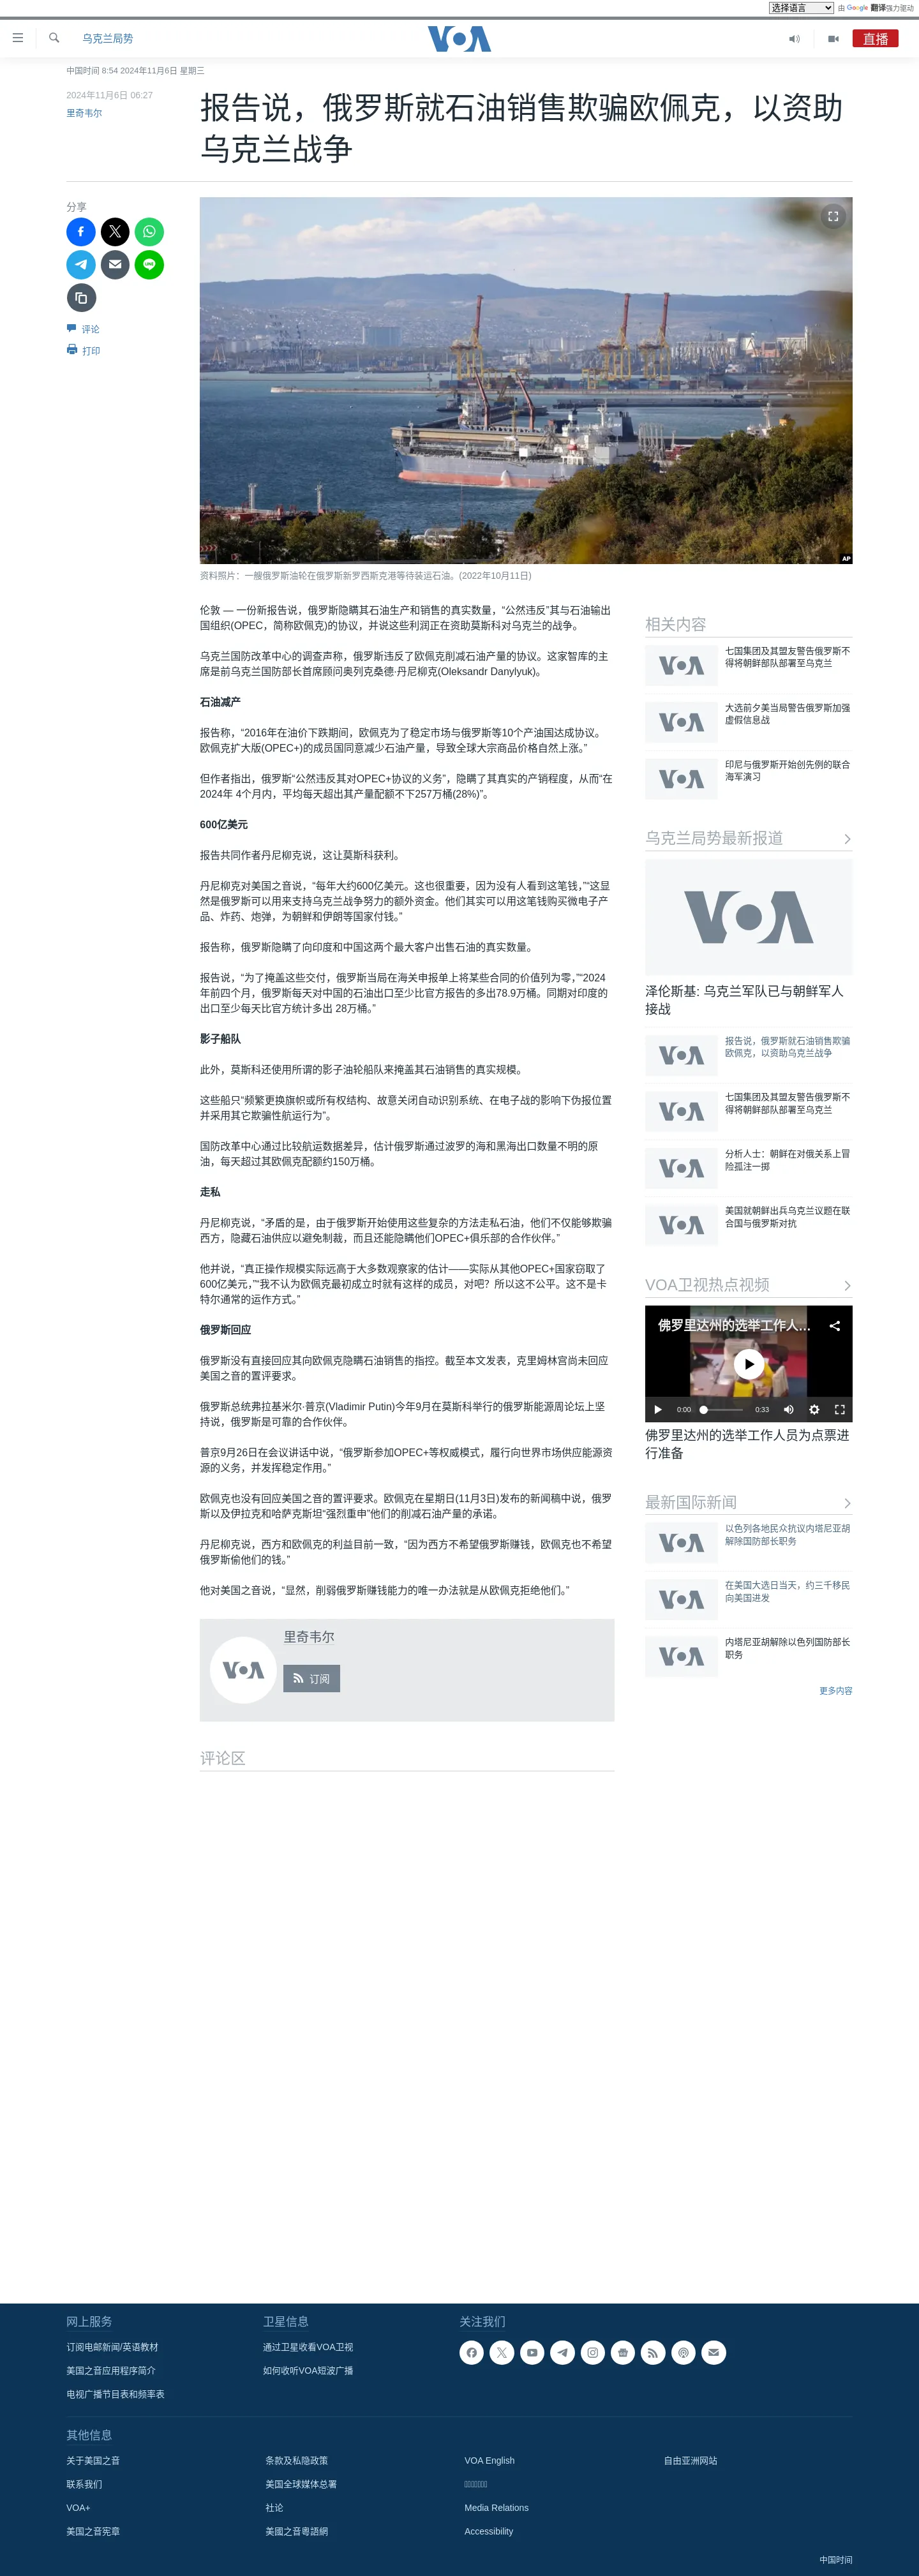 选择语言 由 Google 翻译强力驱动
乌克兰局势
VOA
直播
中国时间 8:54 2024年11月6日 星期三
2024年11月6日 06:27
里奇韦尔
报告说，俄罗斯就石油销售欺骗欧佩克，以资助
乌克兰战争
分享
评论
打印
AP
资料照片：一艘俄罗斯油轮在俄罗斯新罗西斯克港等待装运石油。(2022年10月11日)
伦敦 — 一份新报告说，俄罗斯隐瞒其石油生产和销售的真实数量，“公然违反”其与石油输出
国组织(OPEC，简称欧佩克)的协议，并说这些利润正在资助莫斯科对乌克兰的战争。
乌克兰国防改革中心的调查声称，俄罗斯违反了欧佩克削减石油产量的协议。这家智库的主
席是前乌克兰国防部长首席顾问奥列克桑德·丹尼柳克(Oleksandr Danylyuk)。
石油减产
报告称，“2016年在油价下跌期间，欧佩克为了稳定市场与俄罗斯等10个产油国达成协议。
欧佩克扩大版(OPEC+)的成员国同意减少石油产量，导致全球大宗商品价格自然上涨。”
但作者指出，俄罗斯“公然违反其对OPEC+协议的义务”，隐瞒了其真实的产销程度，从而“在
2024年 4个月内，平均每天超出其产量配额不下257万桶(28%)”。
600亿美元
报告共同作者丹尼柳克说，这让莫斯科获利。
丹尼柳克对美国之音说，“每年大约600亿美元。这也很重要，因为没有人看到这笔钱，”“这显
然是俄罗斯可以用来支持乌克兰战争努力的额外资金。他们其实可以用这笔钱购买微电子产
品、炸药、炮弹，为朝鲜和伊朗等国家付钱。”
报告称，俄罗斯隐瞒了向印度和中国这两个最大客户出售石油的真实数量。
报告说，“为了掩盖这些交付，俄罗斯当局在海关申报单上将某些合同的价值列为零，”“2024
年前四个月，俄罗斯每天对中国的石油出口至少比官方报告的多出78.9万桶。同期对印度的
出口至少每天比官方统计多出 28万桶。”
影子船队
此外，莫斯科还使用所谓的影子油轮船队来掩盖其石油销售的真实规模。
这些船只“频繁更换旗帜或所有权结构、故意关闭自动识别系统、在电子战的影响下伪报位置
并采用其它欺骗性航运行为”。
国防改革中心通过比较航运数据差异，估计俄罗斯通过波罗的海和黑海出口数量不明的原
油，每天超过其欧佩克配额约150万桶。
走私
丹尼柳克说，“矛盾的是，由于俄罗斯开始使用这些复杂的方法走私石油，他们不仅能够欺骗
西方，隐藏石油供应以避免制裁，而且还能隐瞒他们OPEC+俱乐部的合作伙伴。”
他并说，“真正操作规模实际远高于大多数观察家的估计——实际从其他OPEC+国家窃取了
600亿美元，”“我不认为欧佩克最初成立时就有这样的成员，对吧？所以这不公平。这不是卡
特尔通常的运作方式。”
俄罗斯回应
俄罗斯没有直接回应其向欧佩克隐瞒石油销售的指控。截至本文发表，克里姆林宫尚未回应
美国之音的置评要求。
俄罗斯总统弗拉基米尔·普京(Vladimir Putin)今年9月在莫斯科举行的俄罗斯能源周论坛上坚
持说，俄罗斯是可靠的合作伙伴。
普京9月26日在会议讲话中说，“俄罗斯参加OPEC+等权威模式，履行向世界市场供应能源资
源的义务，并发挥稳定作用。”
欧佩克也没有回应美国之音的置评要求。欧佩克在星期日(11月3日)发布的新闻稿中说，俄罗
斯以及伊拉克和哈萨克斯坦“强烈重申”他们的削减石油产量的承诺。
丹尼柳克说，西方和欧佩克的利益目前一致，“因为西方不希望俄罗斯赚钱，欧佩克也不希望
俄罗斯偷他们的钱。”
他对美国之音说，“显然，削弱俄罗斯赚钱能力的唯一办法就是从欧佩克拒绝他们。”
VOA
里奇韦尔
订阅
评论区
相关内容
VOA
七国集团及其盟友警告俄罗斯不
得将朝鲜部队部署至乌克兰
VOA
大选前夕美当局警告俄罗斯加强
虚假信息战
VOA
印尼与俄罗斯开始创先例的联合
海军演习
乌克兰局势最新报道
VOA
泽伦斯基: 乌克兰军队已与朝鲜军人
接战
VOA
报告说，俄罗斯就石油销售欺骗
欧佩克，以资助乌克兰战争
VOA
七国集团及其盟友警告俄罗斯不
得将朝鲜部队部署至乌克兰
VOA
分析人士：朝鲜在对俄关系上冒
险孤注一掷
VOA
美国就朝鲜出兵乌克兰议题在联
合国与俄罗斯对抗
VOA卫视热点视频
佛罗里达州的选举工作人...
0:00 0:33
佛罗里达州的选举工作人员为点票进
行准备
最新国际新闻
VOA
以色列各地民众抗议内塔尼亚胡
解除国防部长职务
VOA
在美国大选日当天，约三千移民
向美国进发
VOA
内塔尼亚胡解除以色列国防部长
职务
更多内容
网上服务
订阅电邮新闻/英语教材
美国之音应用程序简介
电视广播节目表和频率表
卫星信息
通过卫星收看VOA卫视
如何收听VOA短波广播
关注我们
其他信息
关于美国之音
联系我们
VOA+
美国之音宪章
条款及私隐政策
美国全球媒体总署
社论
美國之音粵語網
VOA English
Media Relations
Accessibility
自由亚洲网站
中国时间